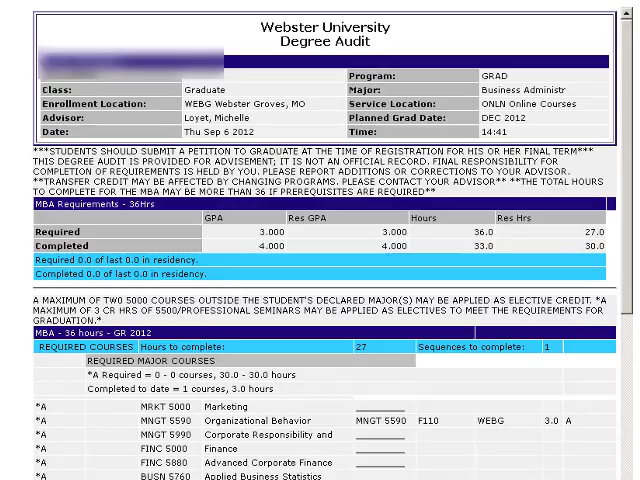 Webster University
Degree Audit
Program: GRAD
Class: Graduate Major: Business Administr
Enrollment Location: WEBG Webster Groves, MO Service Location: ONLN Online Courses
Advisor: Loyet, Michelle Planned Grad Date: DEC 2012
Date: Thu Sep 6 2012 Time: 14:41
***STUDENTS SHOULD SUBMIT A PETITION TO GRADUATE AT THE TIME OF REGISTRATION FOR HIS OR HER FINAL TERM***
THIS DEGREE AUDIT IS PROVIDED FOR ADVISEMENT; IT IS NOT AN OFFICIAL RECORD. FINAL RESPONSIBILITY FOR
COMPLETION OF REQUIREMENTS IS HELD BY YOU. PLEASE REPORT ADDITIONS OR CORRECTIONS TO YOUR ADVISOR.
**TRANSFER CREDIT MAY BE AFFECTED BY CHANGING PROGRAMS. PLEASE CONTACT YOUR ADVISOR** **THE TOTAL HOURS
TO COMPLETE FOR THE MBA MAY BE MORE THAN 36 IF PREREQUISITES ARE REQUIRED**
MBA Requirements - 36Hrs
GPA Res GPA Hours Res Hrs
Required 3.000 3.000 36.0 27.0
Completed 4.000 4.000 33.0 30.0
Required 0.0 of last 0.0 in residency.
Completed 0.0 of last 0.0 in residency.
A MAXIMUM OF TWO 5000 COURSES OUTSIDE THE STUDENT'S DECLARED MAJOR(S) MAY BE APPLIED AS ELECTIVE CREDIT. *A
MAXIMUM OF 3 CR HRS OF 5500/PROFESSIONAL SEMINARS MAY BE APPLIED AS ELECTIVES TO MEET THE REQUIREMENTS FOR
GRADUATION.*
MBA - 36 hours - GR 2012
REQUIRED COURSES Hours to complete: 27 Sequences to complete: 1
REQUIRED MAJOR COURSES
*A Required = 0 - 0 courses, 30.0 - 30.0 hours
Completed to date = 1 courses, 3.0 hours
*A MRKT 5000 Marketing
*A MNGT 5590 Organizational Behavior MNGT 5590 F110 WEBG 3.0 A
*A MNGT 5990 Corporate Responsibility and
*A FINC 5000 Finance
*A FINC 5880 Advanced Corporate Finance
*A BUSN 5760 Applied Business Statistics